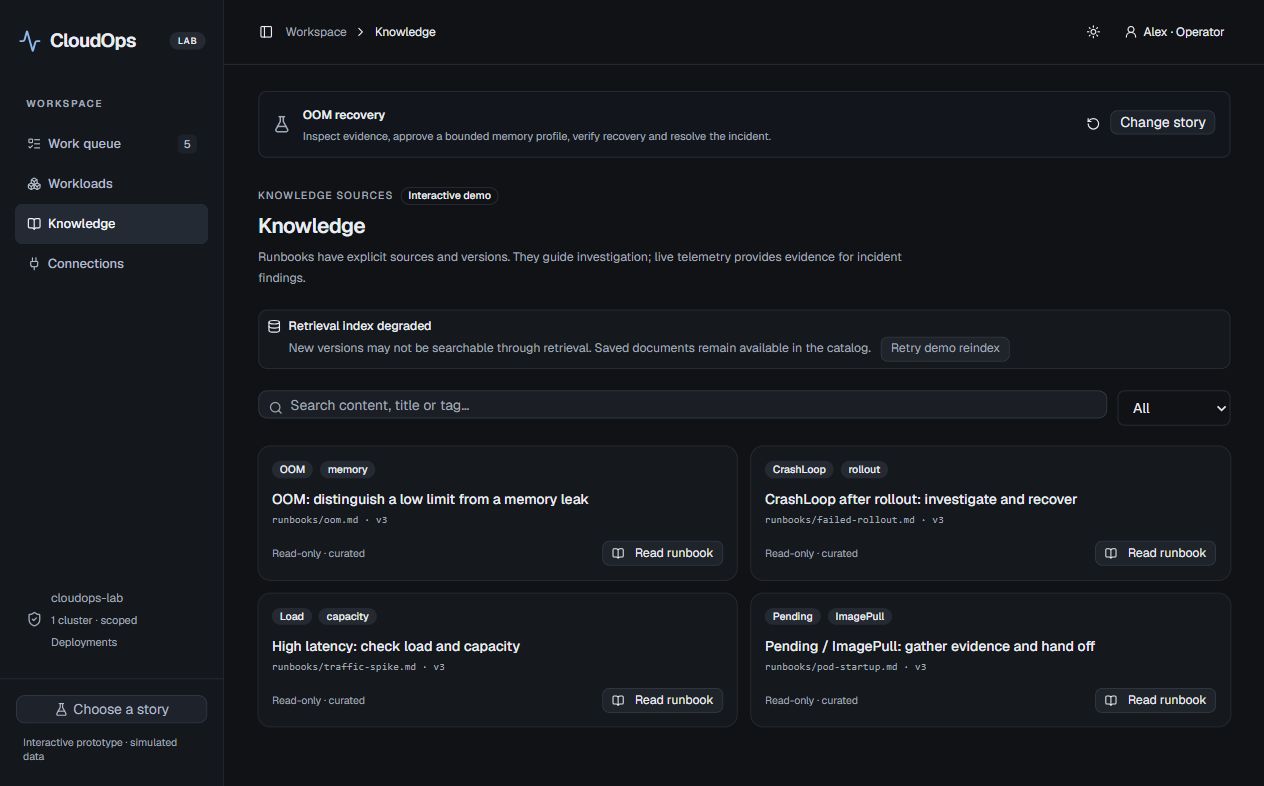 CloudOps
LAB
WORKSPACE
Work queue
5
Workloads
Knowledge
Connections
cloudops-lab
1 cluster · scoped
Deployments
Choose a story
Interactive prototype · simulated
data
Workspace
Knowledge
Alex · Operator
OOM recovery
Inspect evidence, approve a bounded memory profile, verify recovery and resolve the incident.
Change story
KNOWLEDGE SOURCES
Interactive demo
Knowledge
Runbooks have explicit sources and versions. They guide investigation; live telemetry provides evidence for incident
findings.
Retrieval index degraded
New versions may not be searchable through retrieval. Saved documents remain available in the catalog.
Retry demo reindex
Search content, title or tag...
All
OOM
memory
OOM: distinguish a low limit from a memory leak
runbooks/oom.md · v3
Read-only · curated
Read runbook
CrashLoop
rollout
CrashLoop after rollout: investigate and recover
runbooks/failed-rollout.md · v3
Read-only · curated
Read runbook
Load
capacity
High latency: check load and capacity
runbooks/traffic-spike.md · v3
Read-only · curated
Read runbook
Pending
ImagePull
Pending / ImagePull: gather evidence and hand off
runbooks/pod-startup.md · v3
Read-only · curated
Read runbook